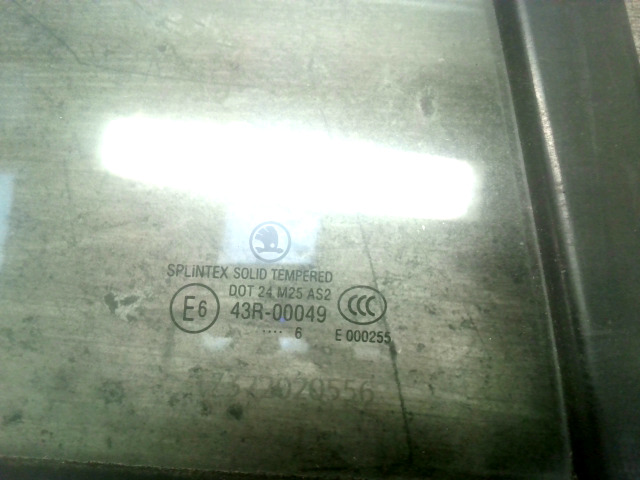 SPLINTEX SOLID TEMPERED
DOT 24 M25 AS2
E6 43R-00049 CCC
.... 6 E 000255